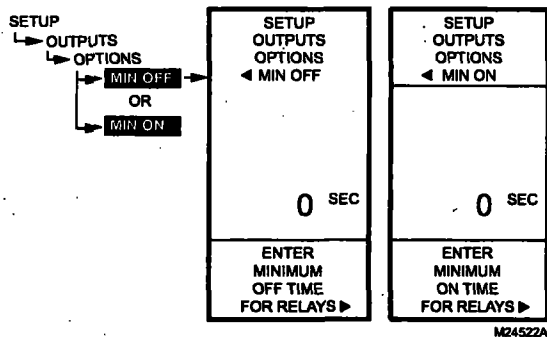 SETUP
OUTPUTS
OPTIONS
MIN OFF
OR
MIN ON
SETUP
OUTPUTS
OPTIONS
◄ MIN OFF
0 SEC
ENTER
MINIMUM
OFF TIME
FOR RELAYS ►
SETUP
OUTPUTS
OPTIONS
◄ MIN ON
0 SEC
ENTER
MINIMUM
ON TIME
FOR RELAYS ►
M24522A